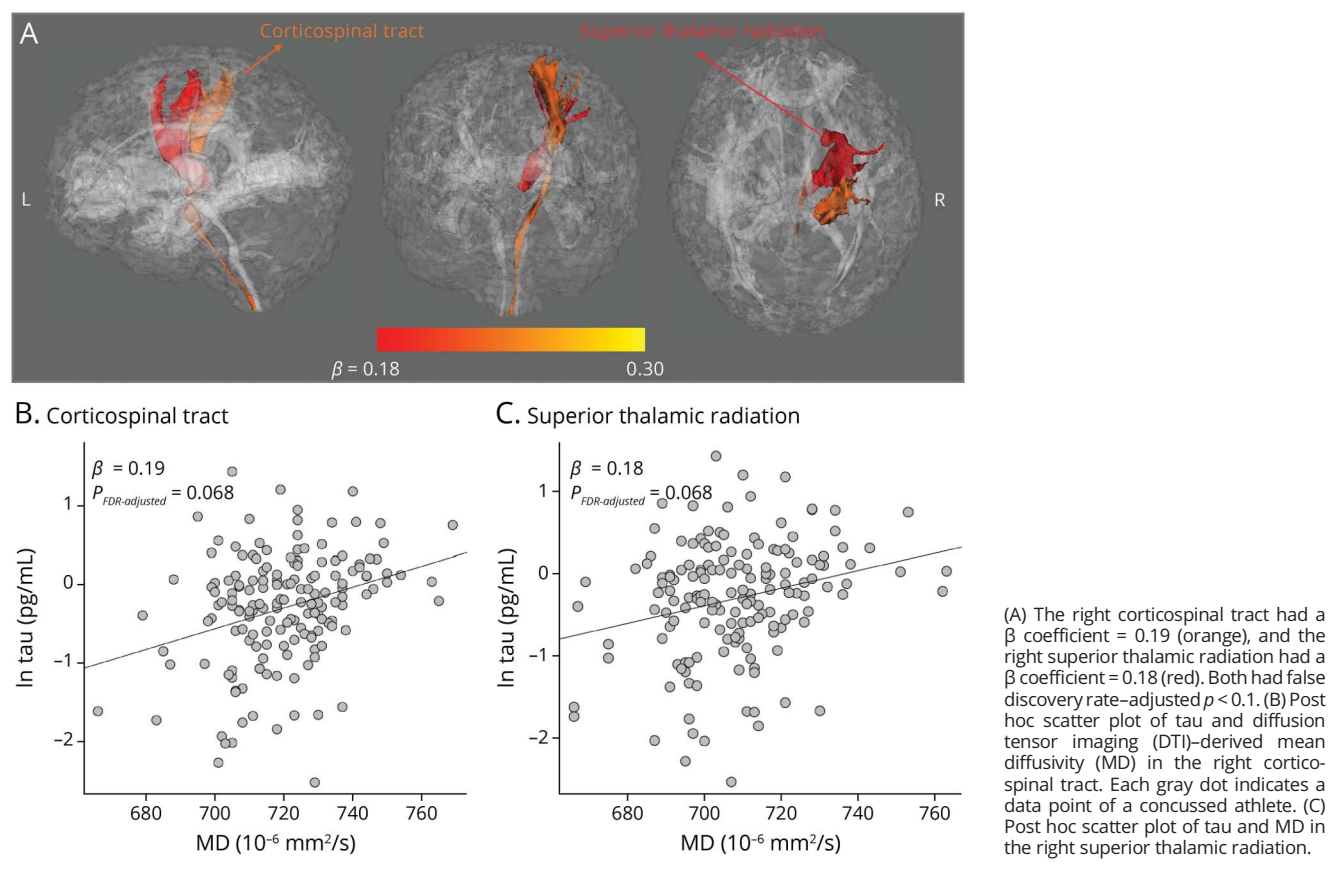 A
Corticospinal tract
Superior thalamic radiation
L
R
β = 0.18
0.30
B. Corticospinal tract
β = 0.19
P FDR-adjusted = 0.068
1
0
−1
−2
ln tau (pg/mL)
680 700 720 740 760
MD (10⁻⁶ mm²/s)
C. Superior thalamic radiation
β = 0.18
P FDR-adjusted = 0.068
1
0
−1
−2
ln tau (pg/mL)
680 700 720 740 760
MD (10⁻⁶ mm²/s)
(A) The right corticospinal tract had a
β coefficient = 0.19 (orange), and the
right superior thalamic radiation had a
β coefficient = 0.18 (red). Both had false
discovery rate–adjusted p < 0.1. (B) Post
hoc scatter plot of tau and diffusion
tensor imaging (DTI)–derived mean
diffusivity (MD) in the right cortico-
spinal tract. Each gray dot indicates a
data point of a concussed athlete. (C)
Post hoc scatter plot of tau and MD in
the right superior thalamic radiation.